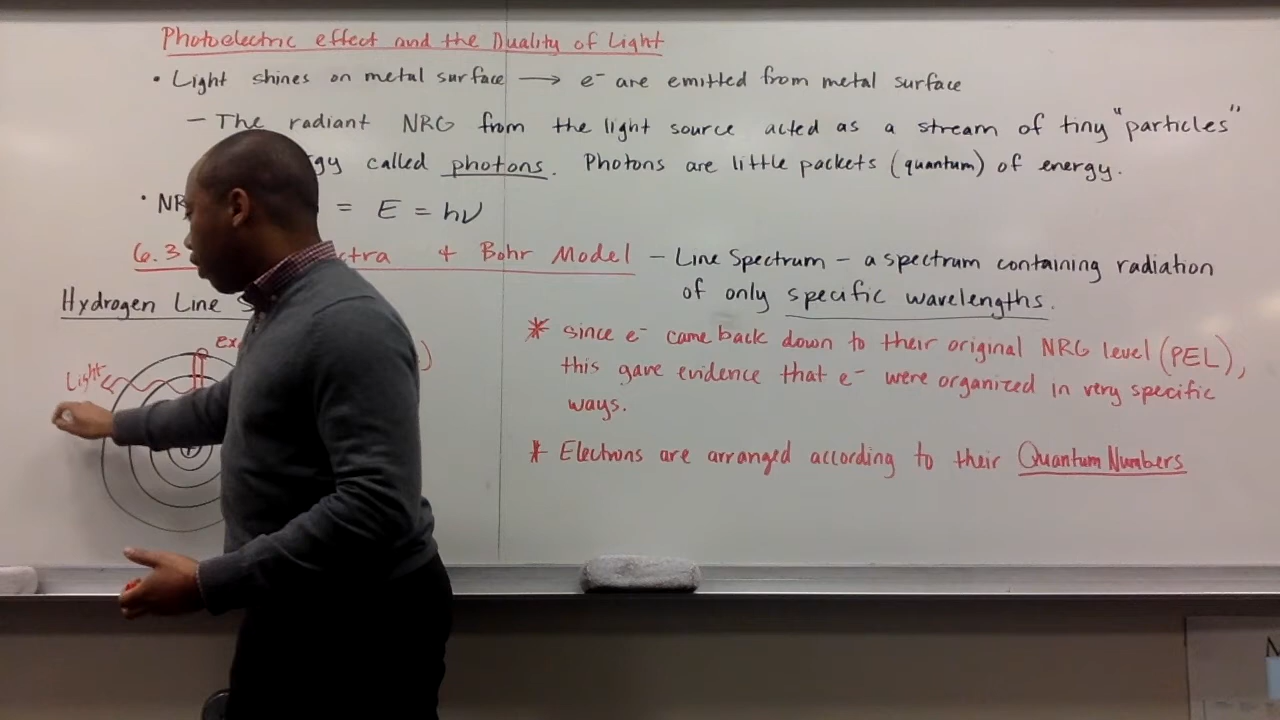 Photoelectric effect and the Duality of Light
• Light shines on metal surface → e⁻ are emitted from metal surface
– The radiant NRG from the light source acted as a stream of tiny "particles"
called photons. Photons are little packets (quantum) of energy.
• = E = hν
6.3 + Bohr Model – Line Spectrum – a spectrum containing radiation
of only specific wavelengths.
Hydrogen Line
* since e⁻ came back down to their original NRG level (PEL),
this gave evidence that e⁻ were organized in very specific
ways.
Light
+
* Electrons are arranged according to their Quantum Numbers